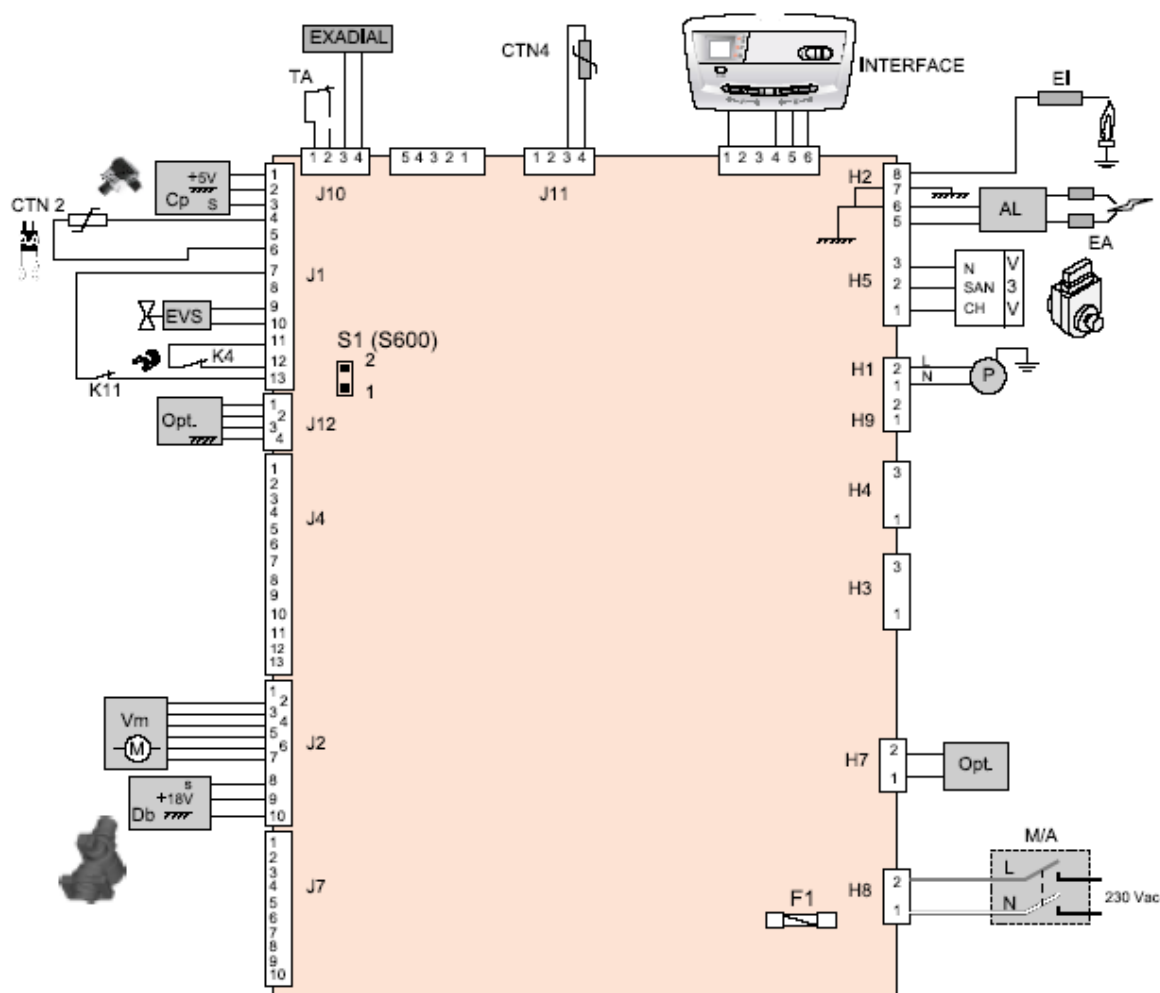 EXADIAL
TA
CTN4
INTERFACE
EI
1 2 3 4
5 4 3 2 1
1 2 3 4
1 2 3 4 5 6
J10
J11
+5V
Cp S
1
2
3
4
5
6
7
8
9
10
11
12
13
CTN 2
J1
EVS
K4
K11
S1 (S600)
2
1
Opt.
1
2
3
4
J12
1
2
3
4
5
6
7
8
9
10
11
12
13
J4
Vm
M
1
2
3
4
5
6
7
8
9
10
J2
s
+18V
Db
1
2
3
4
5
6
7
8
9
10
J7
H2
8
7
6
5
AL
EA
H5
3
2
1
N V
SAN 3
CH V
H1
2
1
L
N
P
H9
2
1
H4
3
1
H3
3
1
H7
2
1
Opt.
M/A
F1
H8
2
1
L
N
230 Vac